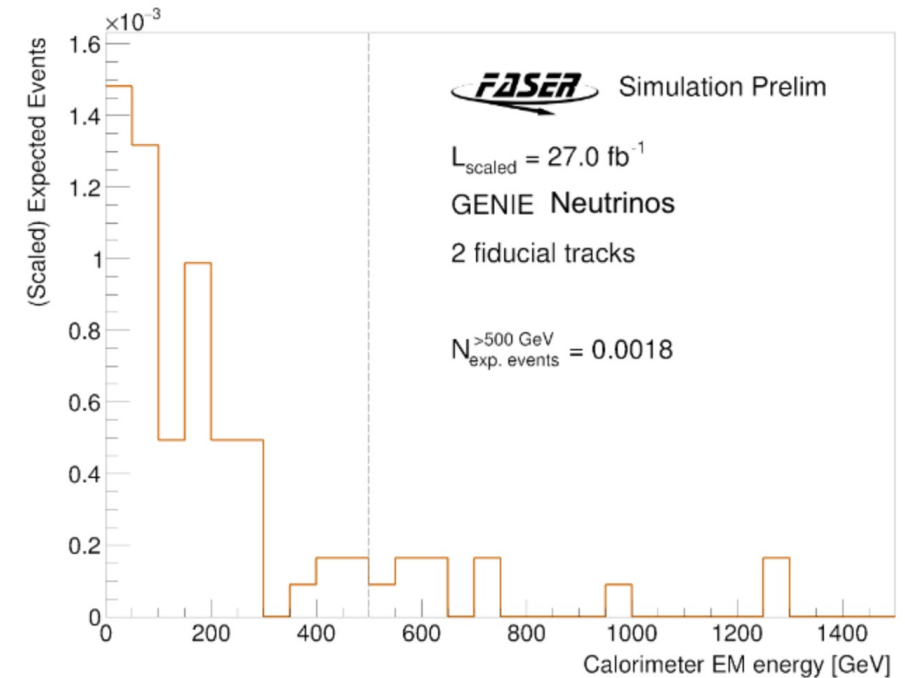 ×10⁻³
(Scaled) Expected Events
1.6
1.4
1.2
1
0.8
0.6
0.4
0.2
0
FASER Simulation Prelim
L_scaled = 27.0 fb⁻¹
GENIE Neutrinos
2 fiducial tracks
N^{>500 GeV}_{exp. events} = 0.0018
0 200 400 600 800 1000 1200 1400
Calorimeter EM energy [GeV]